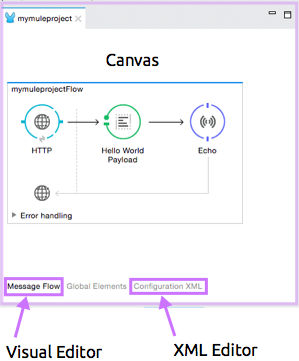 mymuleproject
Canvas
mymuleprojectFlow
HTTP
Hello World
Payload
Echo
Error handling
Message Flow Global Elements Configuration XML
Visual Editor
XML Editor